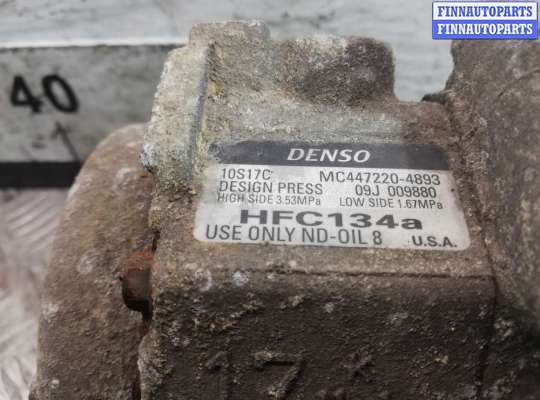 FINNAUTOPARTS
FINNAUTOPARTS
40
DENSO
10S17C MC447220-4893
DESIGN PRESS 09J 009880
HIGH SIDE 3.53MPa LOW SIDE 1.67MPa
HFC134a
USE ONLY ND-OIL 8 U.S.A.
17